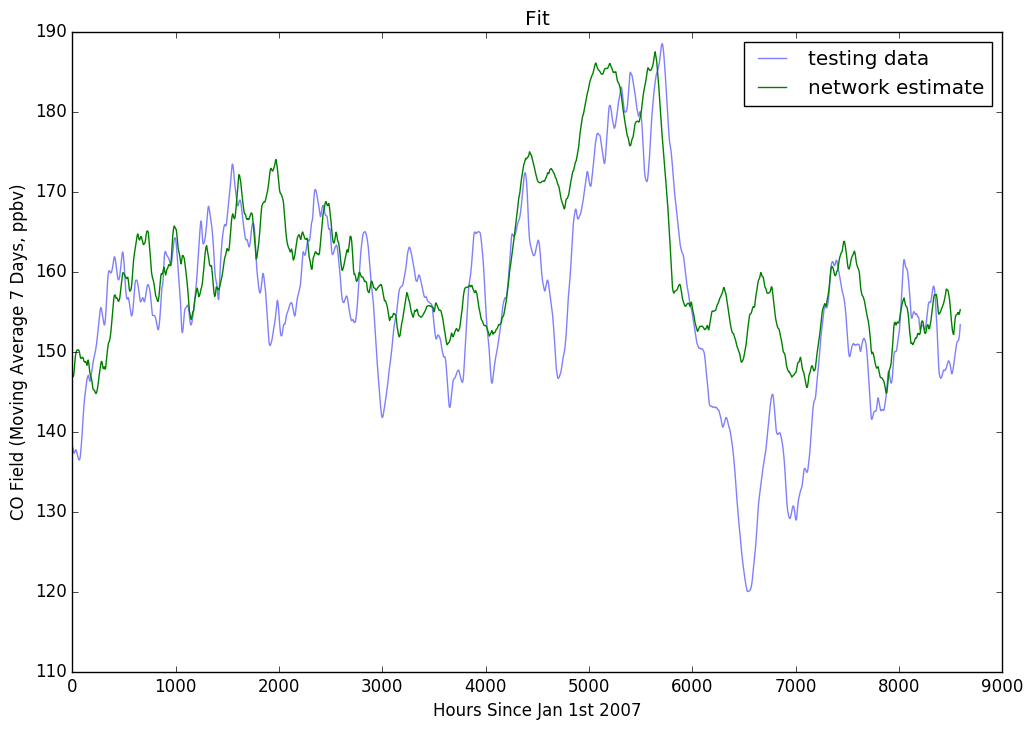 Fit
testing data
network estimate
CO Field (Moving Average 7 Days, ppbv)
190
180
170
160
150
140
130
120
110
0 1000 2000 3000 4000 5000 6000 7000 8000 9000
Hours Since Jan 1st 2007